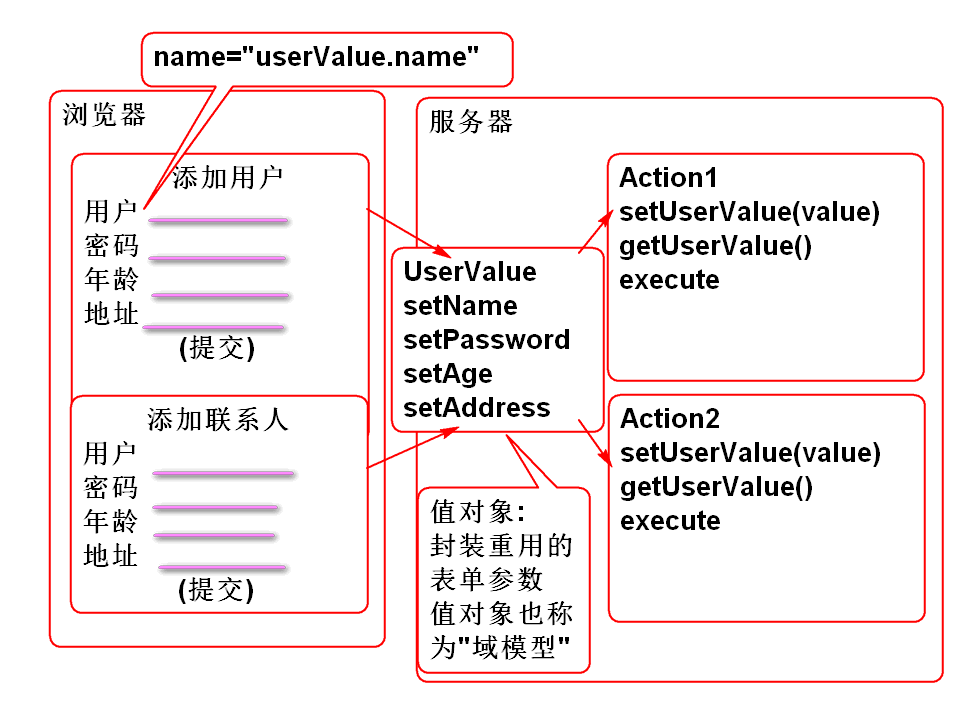 name="userValue.name"
浏览器
添加用户
用户
密码
年龄
地址
(提交)
添加联系人
用户
密码
年龄
地址
(提交)
服务器
UserValue
setName
setPassword
setAge
setAddress
值对象:
封装重用的
表单参数
值对象也称
为"域模型"
Action1
setUserValue(value)
getUserValue()
execute
Action2
setUserValue(value)
getUserValue()
execute